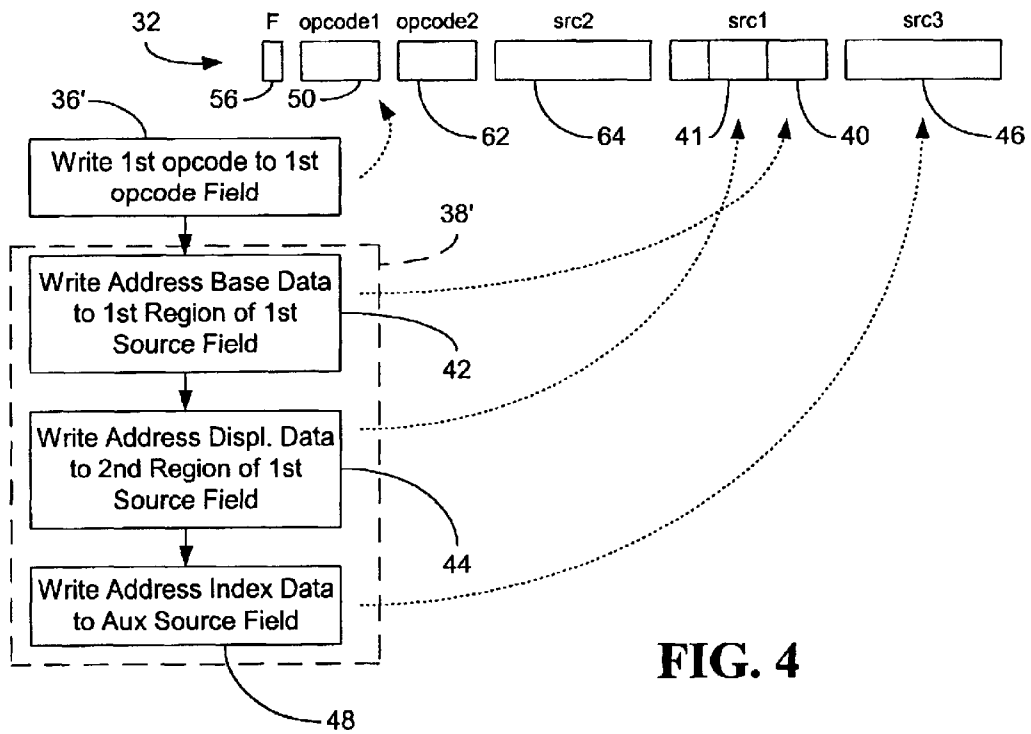 F opcode1 opcode2 src2 src1 src3
32
56 50 62 64 41 40 46
36'
Write 1st opcode to 1st
opcode Field
38'
Write Address Base Data
to 1st Region of 1st
Source Field
42
Write Address Displ. Data
to 2nd Region of 1st
Source Field
44
Write Address Index Data
to Aux Source Field
48
FIG. 4